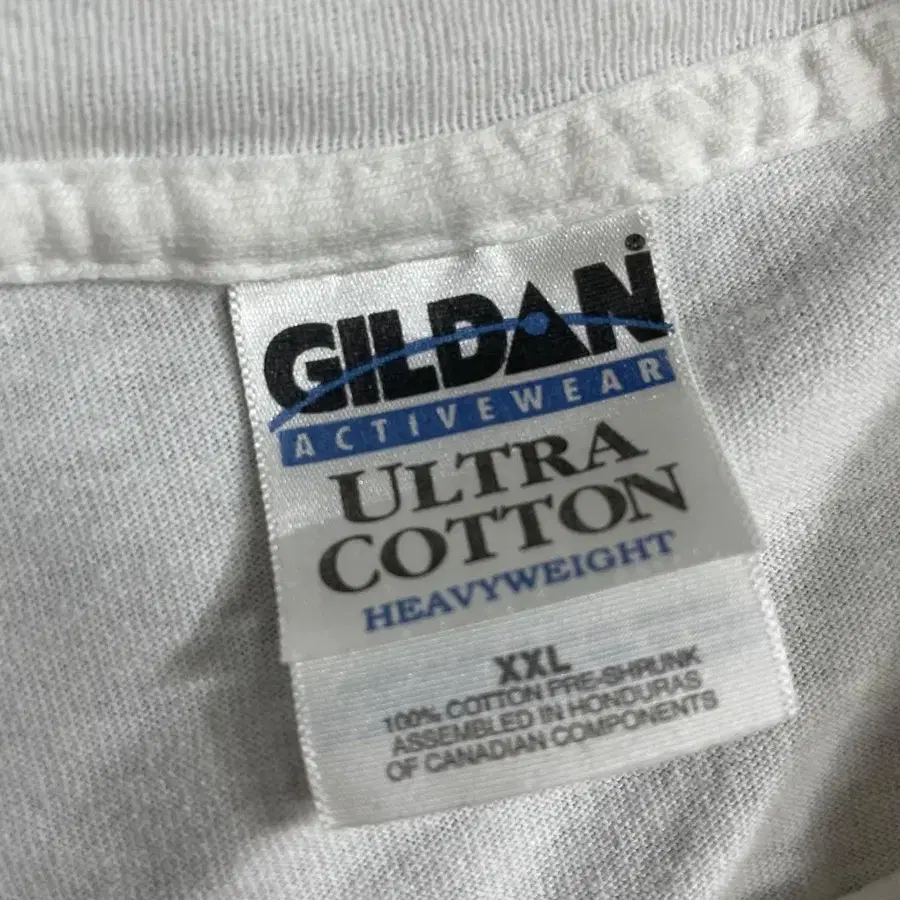 GILDAN®
ACTIVEWEAR
ULTRA
COTTON
HEAVYWEIGHT
XXL
100% COTTON PRE-SHRUNK
ASSEMBLED IN HONDURAS
OF CANADIAN COMPONENTS